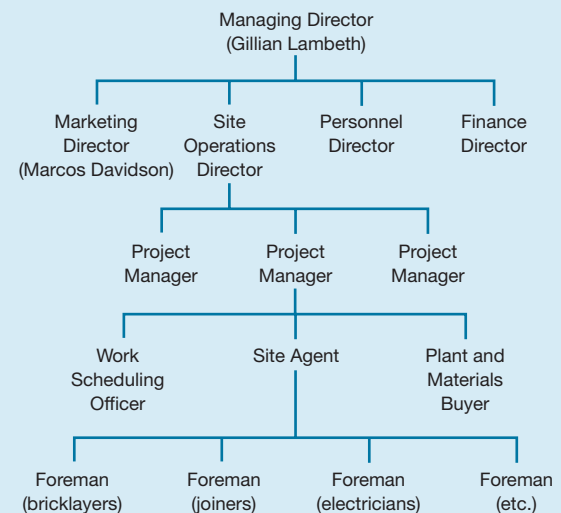 Managing Director
(Gillian Lambeth)
Marketing
Director
(Marcos Davidson)
Site
Operations
Director
Personnel
Director
Finance
Director
Project
Manager
Project
Manager
Project
Manager
Work
Scheduling
Officer
Site Agent
Plant and
Materials
Buyer
Foreman
(bricklayers)
Foreman
(joiners)
Foreman
(electricians)
Foreman
(etc.)